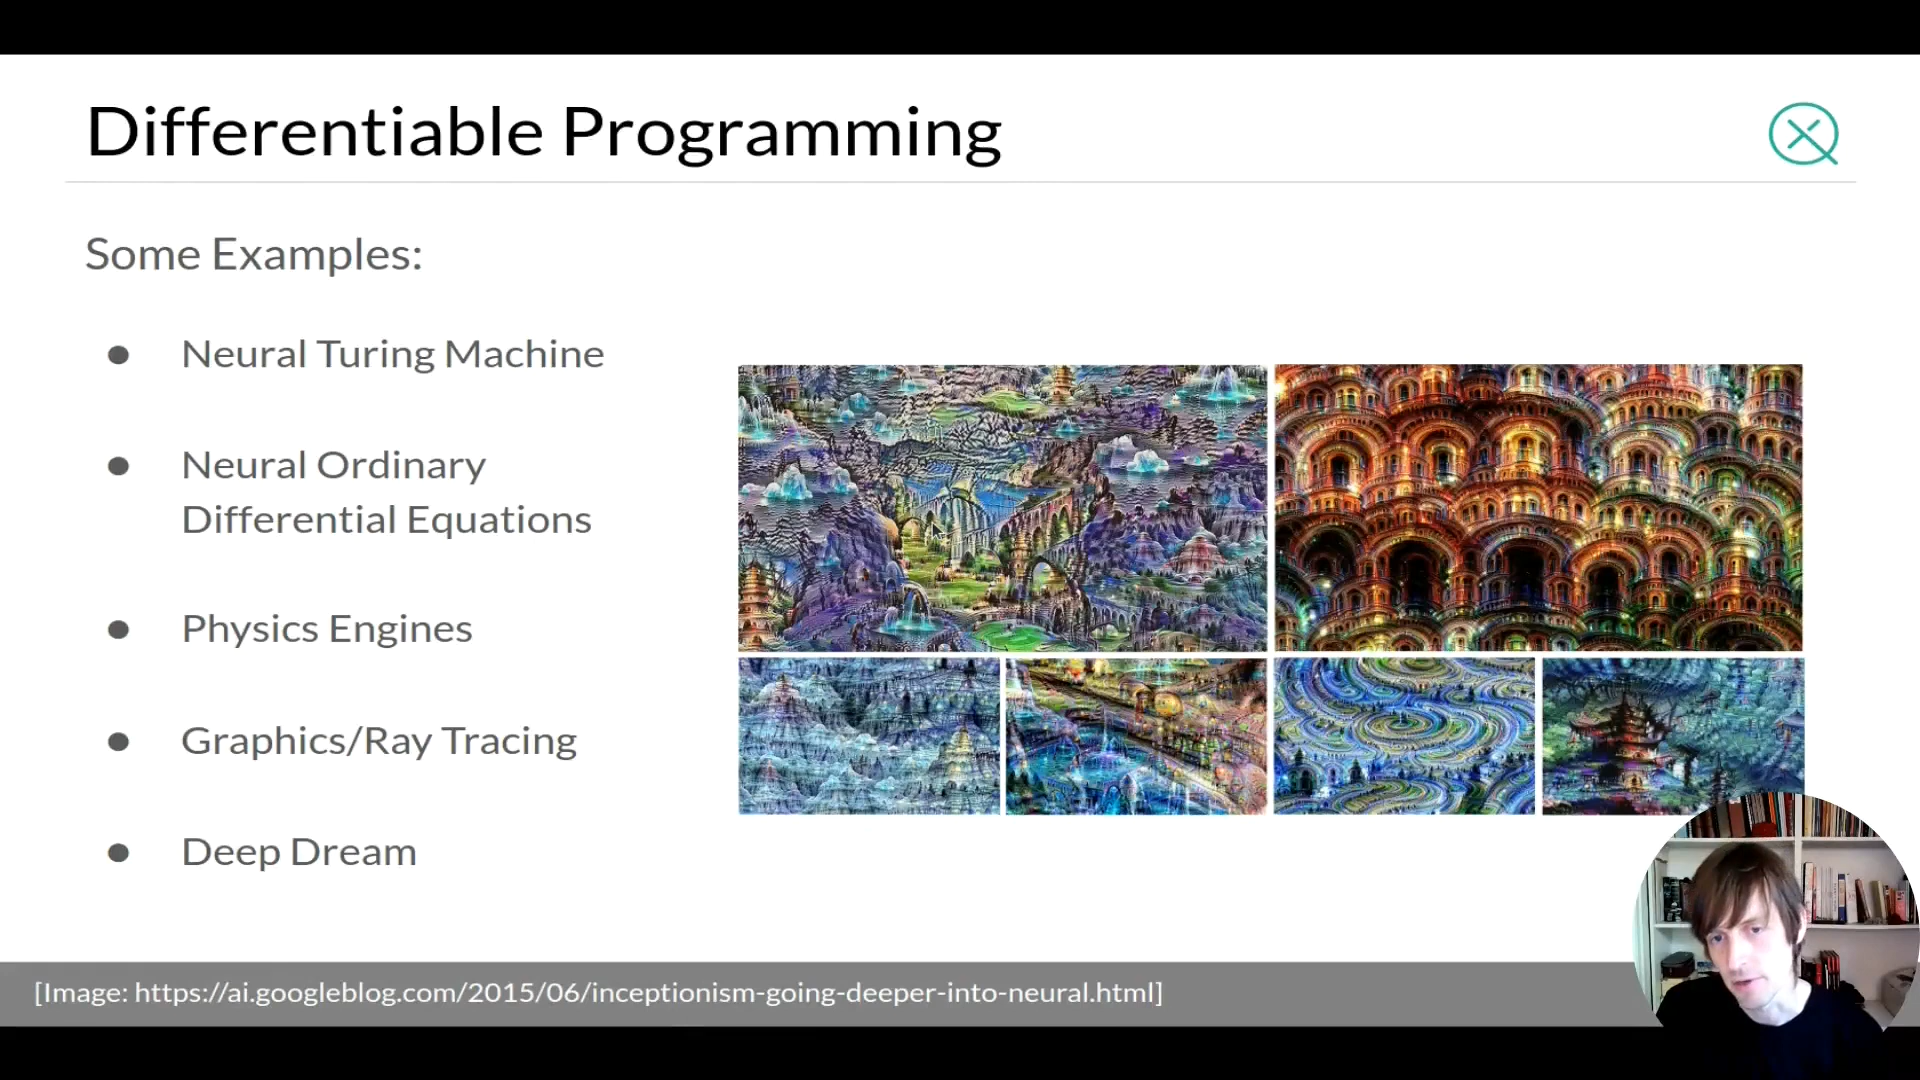 Differentiable Programming
Some Examples:
● Neural Turing Machine
● Neural Ordinary
Differential Equations
● Physics Engines
● Graphics/Ray Tracing
● Deep Dream
[Image: https://ai.googleblog.com/2015/06/inceptionism-going-deeper-into-neural.html]